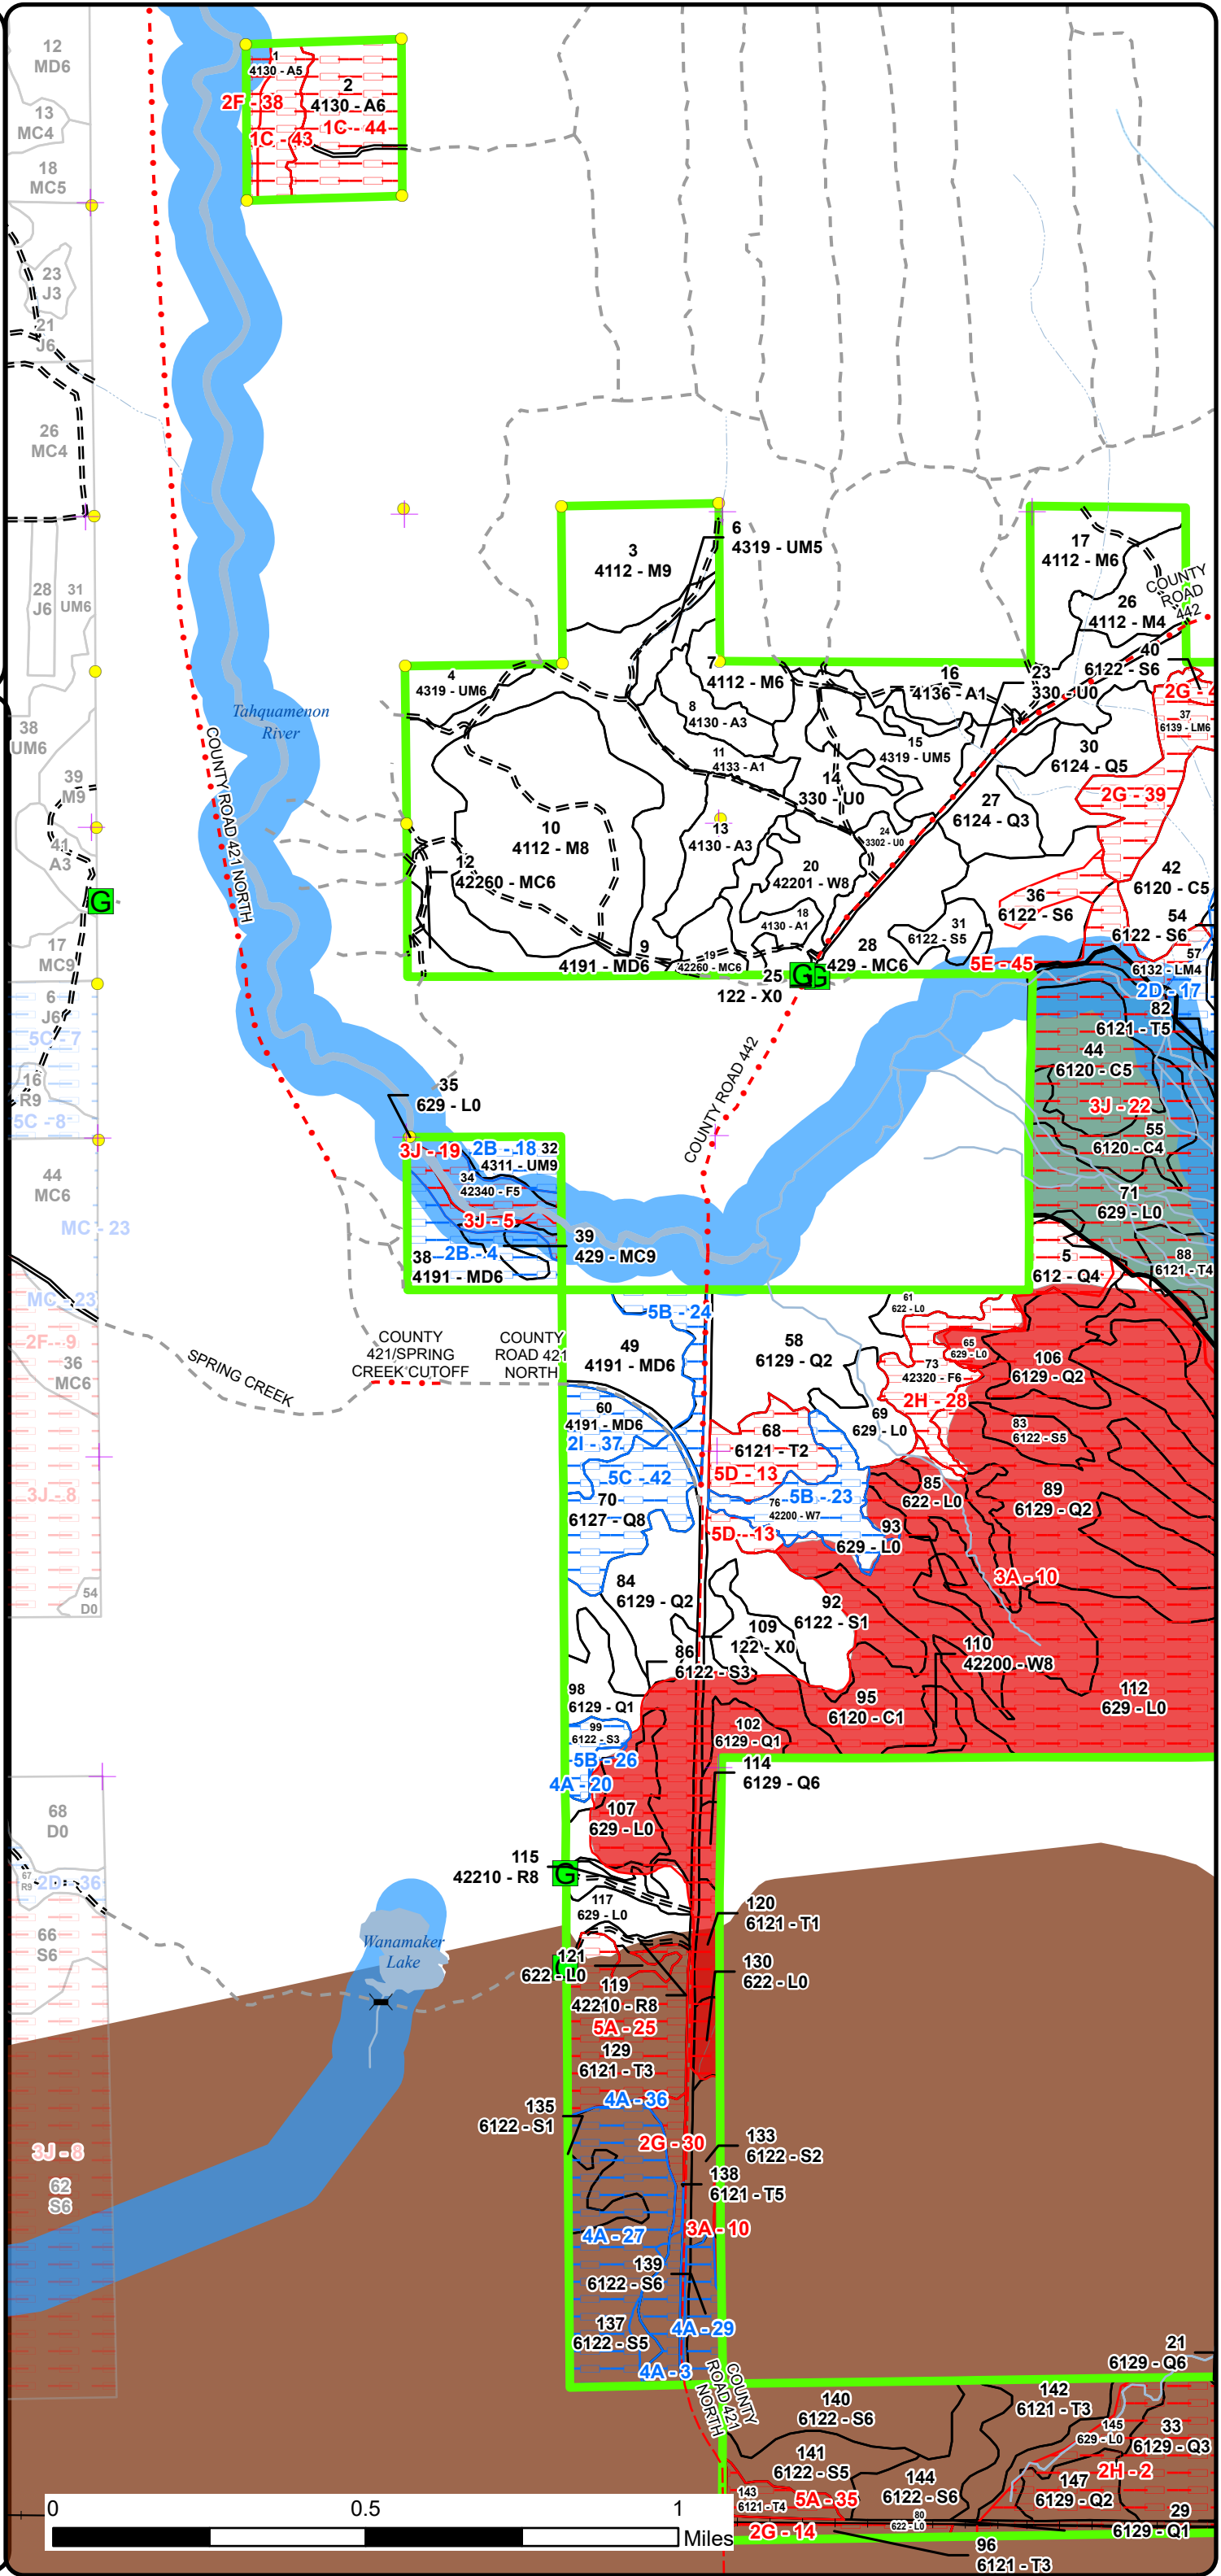 12
MD6
13
MC4
18
MC5
23
J3
21
J6
26
MC4
28
J6
31
UM6
38
UM6
39
M9
41
A3
G
17
MC9
6
J6
5C - 7
16
R9
5C - 8
44
MC6
MC - 23
MC - 23
2F - 9
36
MC6
3J - 8
54
D0
68
D0
67
R9
2D - 36
66
S6
3J - 8
62
S6
1
4130 - A5
2
4130 - A6
2F - 38
1C - 44
1C - 43
3
4112 - M9
6
4319 - UM5
17
4112 - M6
COUNTY
ROAD
442
26
4112 - M4
40
6122 - S6
4
4319 - UM6
7
4112 - M6
16
4136 - A1
23
330 - U0
2G - 4
37
6139 - LM6
8
4130 - A3
15
4319 - UM5
30
6124 - Q5
11
4133 - A1
14
330 - U0
2G - 39
27
6124 - Q3
10
4112 - M8
13
4130 - A3
24
3302 - U0
12
42260 - MC6
20
42201 - W8
42
6120 - C5
36
6122 - S6
18
4130 - A1
31
6122 - S5
54
6122 - S6
9
4191 - MD6
19
42260 - MC6
28
429 - MC6
57
6132 - LM4
5E - 45
25
122 - X0
G
G
2D - 17
82
6121 - T5
44
6120 - C5
3J - 22
55
6120 - C4
71
629 - L0
88
6121 - T4
5
612 - Q4
Tahquamenon
River
COUNTY ROAD 421 NORTH
COUNTY ROAD 442
35
629 - L0
3J - 19
2B - 18
32
4311 - UM9
34
42340 - F5
3J - 5
2B - 4
38
4191 - MD6
39
429 - MC9
SPRING CREEK
COUNTY
421/SPRING
CREEK CUTOFF
COUNTY
ROAD 421
NORTH
5B - 24
49
4191 - MD6
58
6129 - Q2
61
622 - L0
65
629 - L0
73
42320 - F6
106
6129 - Q2
2H - 28
60
4191 - MD6
2I - 37
68
6121 - T2
69
629 - L0
83
6122 - S5
5C - 42
5D - 13
70
6127 - Q8
5B - 23
76
42200 - W7
85
622 - L0
89
6129 - Q2
5D - 13
93
629 - L0
3A - 10
84
6129 - Q2
92
6122 - S1
109
122 - X0
86
6122 - S3
110
42200 - W8
98
6129 - Q1
95
6120 - C1
112
629 - L0
99
6122 - S3
102
6129 - Q1
5B - 26
4A - 20
114
6129 - Q6
107
629 - L0
115
42210 - R8
G
117
629 - L0
120
6121 - T1
Wanamaker
Lake
121
622 - L0
130
622 - L0
119
42210 - R8
5A - 25
129
6121 - T3
4A - 36
135
6122 - S1
2G - 30
133
6122 - S2
138
6121 - T5
3A - 10
4A - 27
139
6122 - S6
137
6122 - S5
4A - 29
4A - 3
COUNTY
ROAD 421
NORTH
21
6129 - Q6
140
6122 - S6
142
6121 - T3
145
629 - L0
33
6129 - Q3
141
6122 - S5
2H - 2
144
6122 - S6
147
6129 - Q2
143
6121 - T4
5A - 35
80
622 - L0
29
6129 - Q1
2G - 14
96
6121 - T3
0
0.5
1
Miles